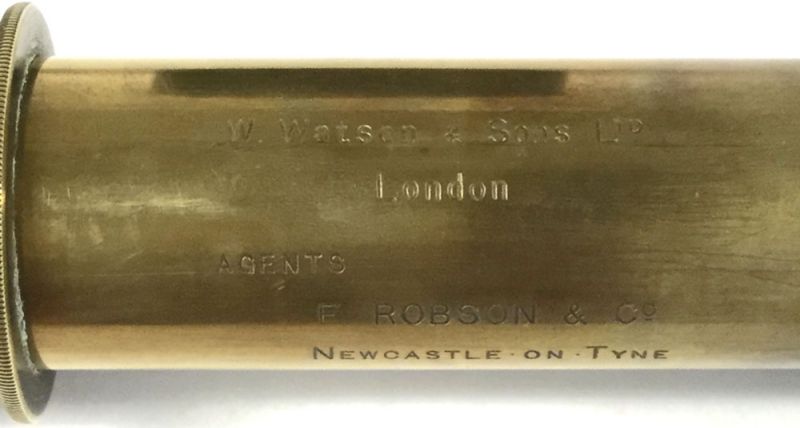 W. Watson & Sons LTD
London
AGENTS
F ROBSON & Co
NEWCASTLE·ON·TYNE